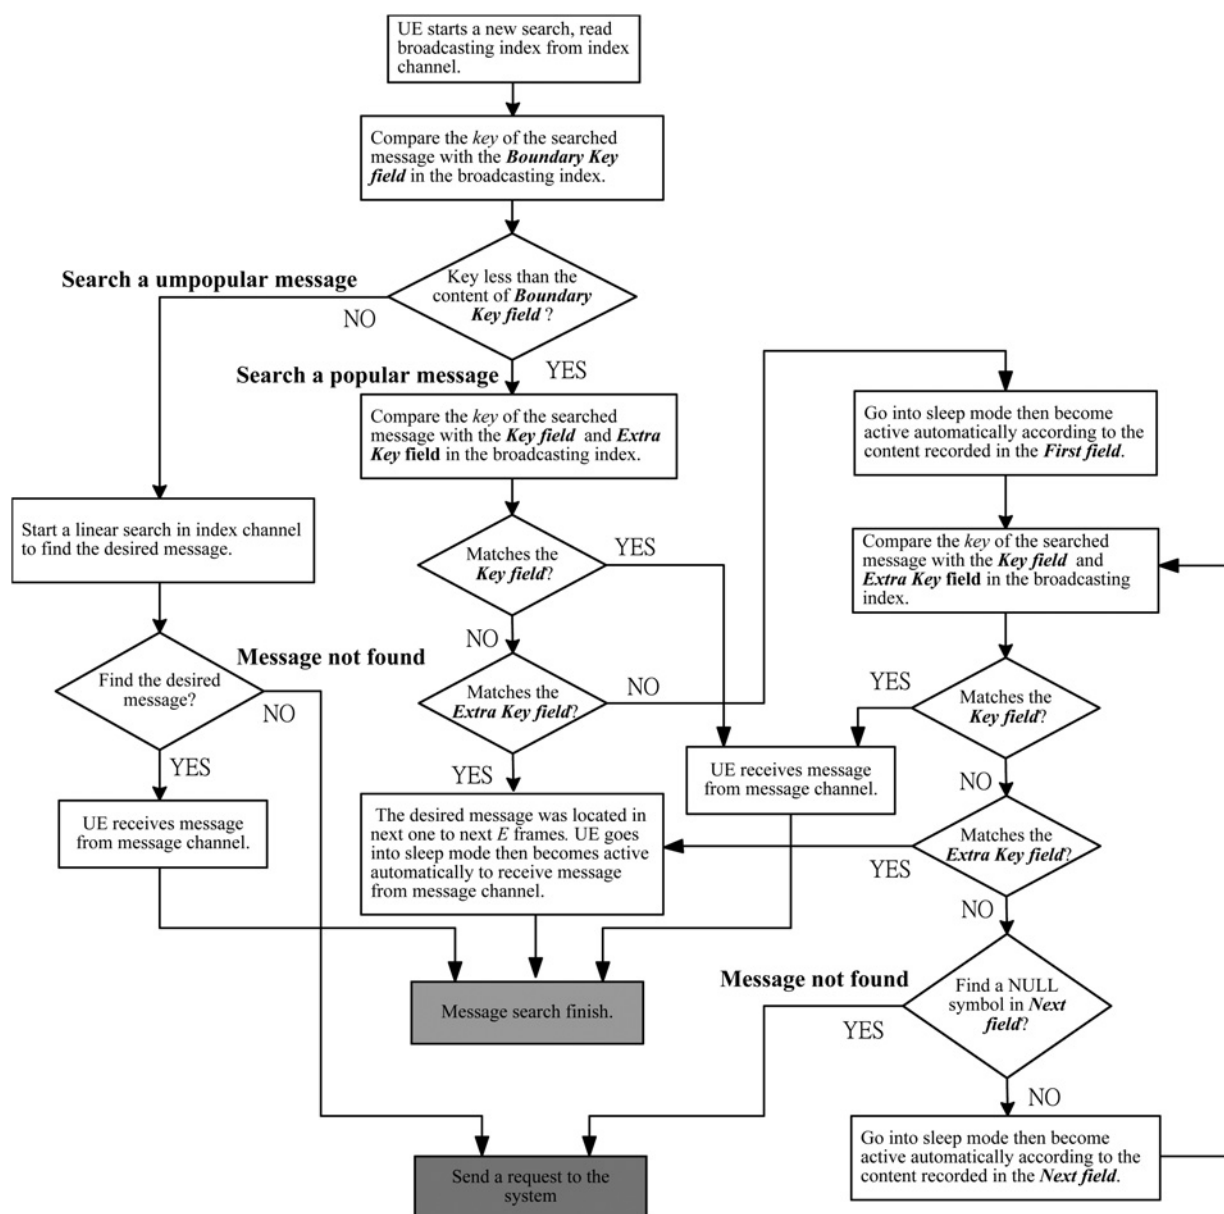 UE starts a new search, read
broadcasting index from index
channel.
Compare the key of the searched
message with the Boundary Key
field in the broadcasting index.
Search a umpopular message
Key less than the
content of Boundary
Key field ?
NO
YES
Search a popular message
Compare the key of the searched
message with the Key field and Extra
Key field in the broadcasting index.
Go into sleep mode then become
active automatically according to the
content recorded in the First field.
Start a linear search in index channel
to find the desired message.
Matches the
Key field?
YES
NO
Compare the key of the searched
message with the Key field and
Extra Key field in the broadcasting
index.
Message not found
Find the desired
message?
NO
YES
Matches the
Extra Key field?
NO
YES
Matches the
Key field?
YES
NO
UE receives message
from message channel.
UE receives message
from message channel.
The desired message was located in
next one to next E frames. UE goes
into sleep mode then becomes active
automatically to receive message
from message channel.
Matches the
Extra Key field?
YES
NO
Message search finish.
Message not found
Find a NULL
symbol in Next
field?
YES
NO
Send a request to the
system
Go into sleep mode then become
active automatically according to the
content recorded in the Next field.